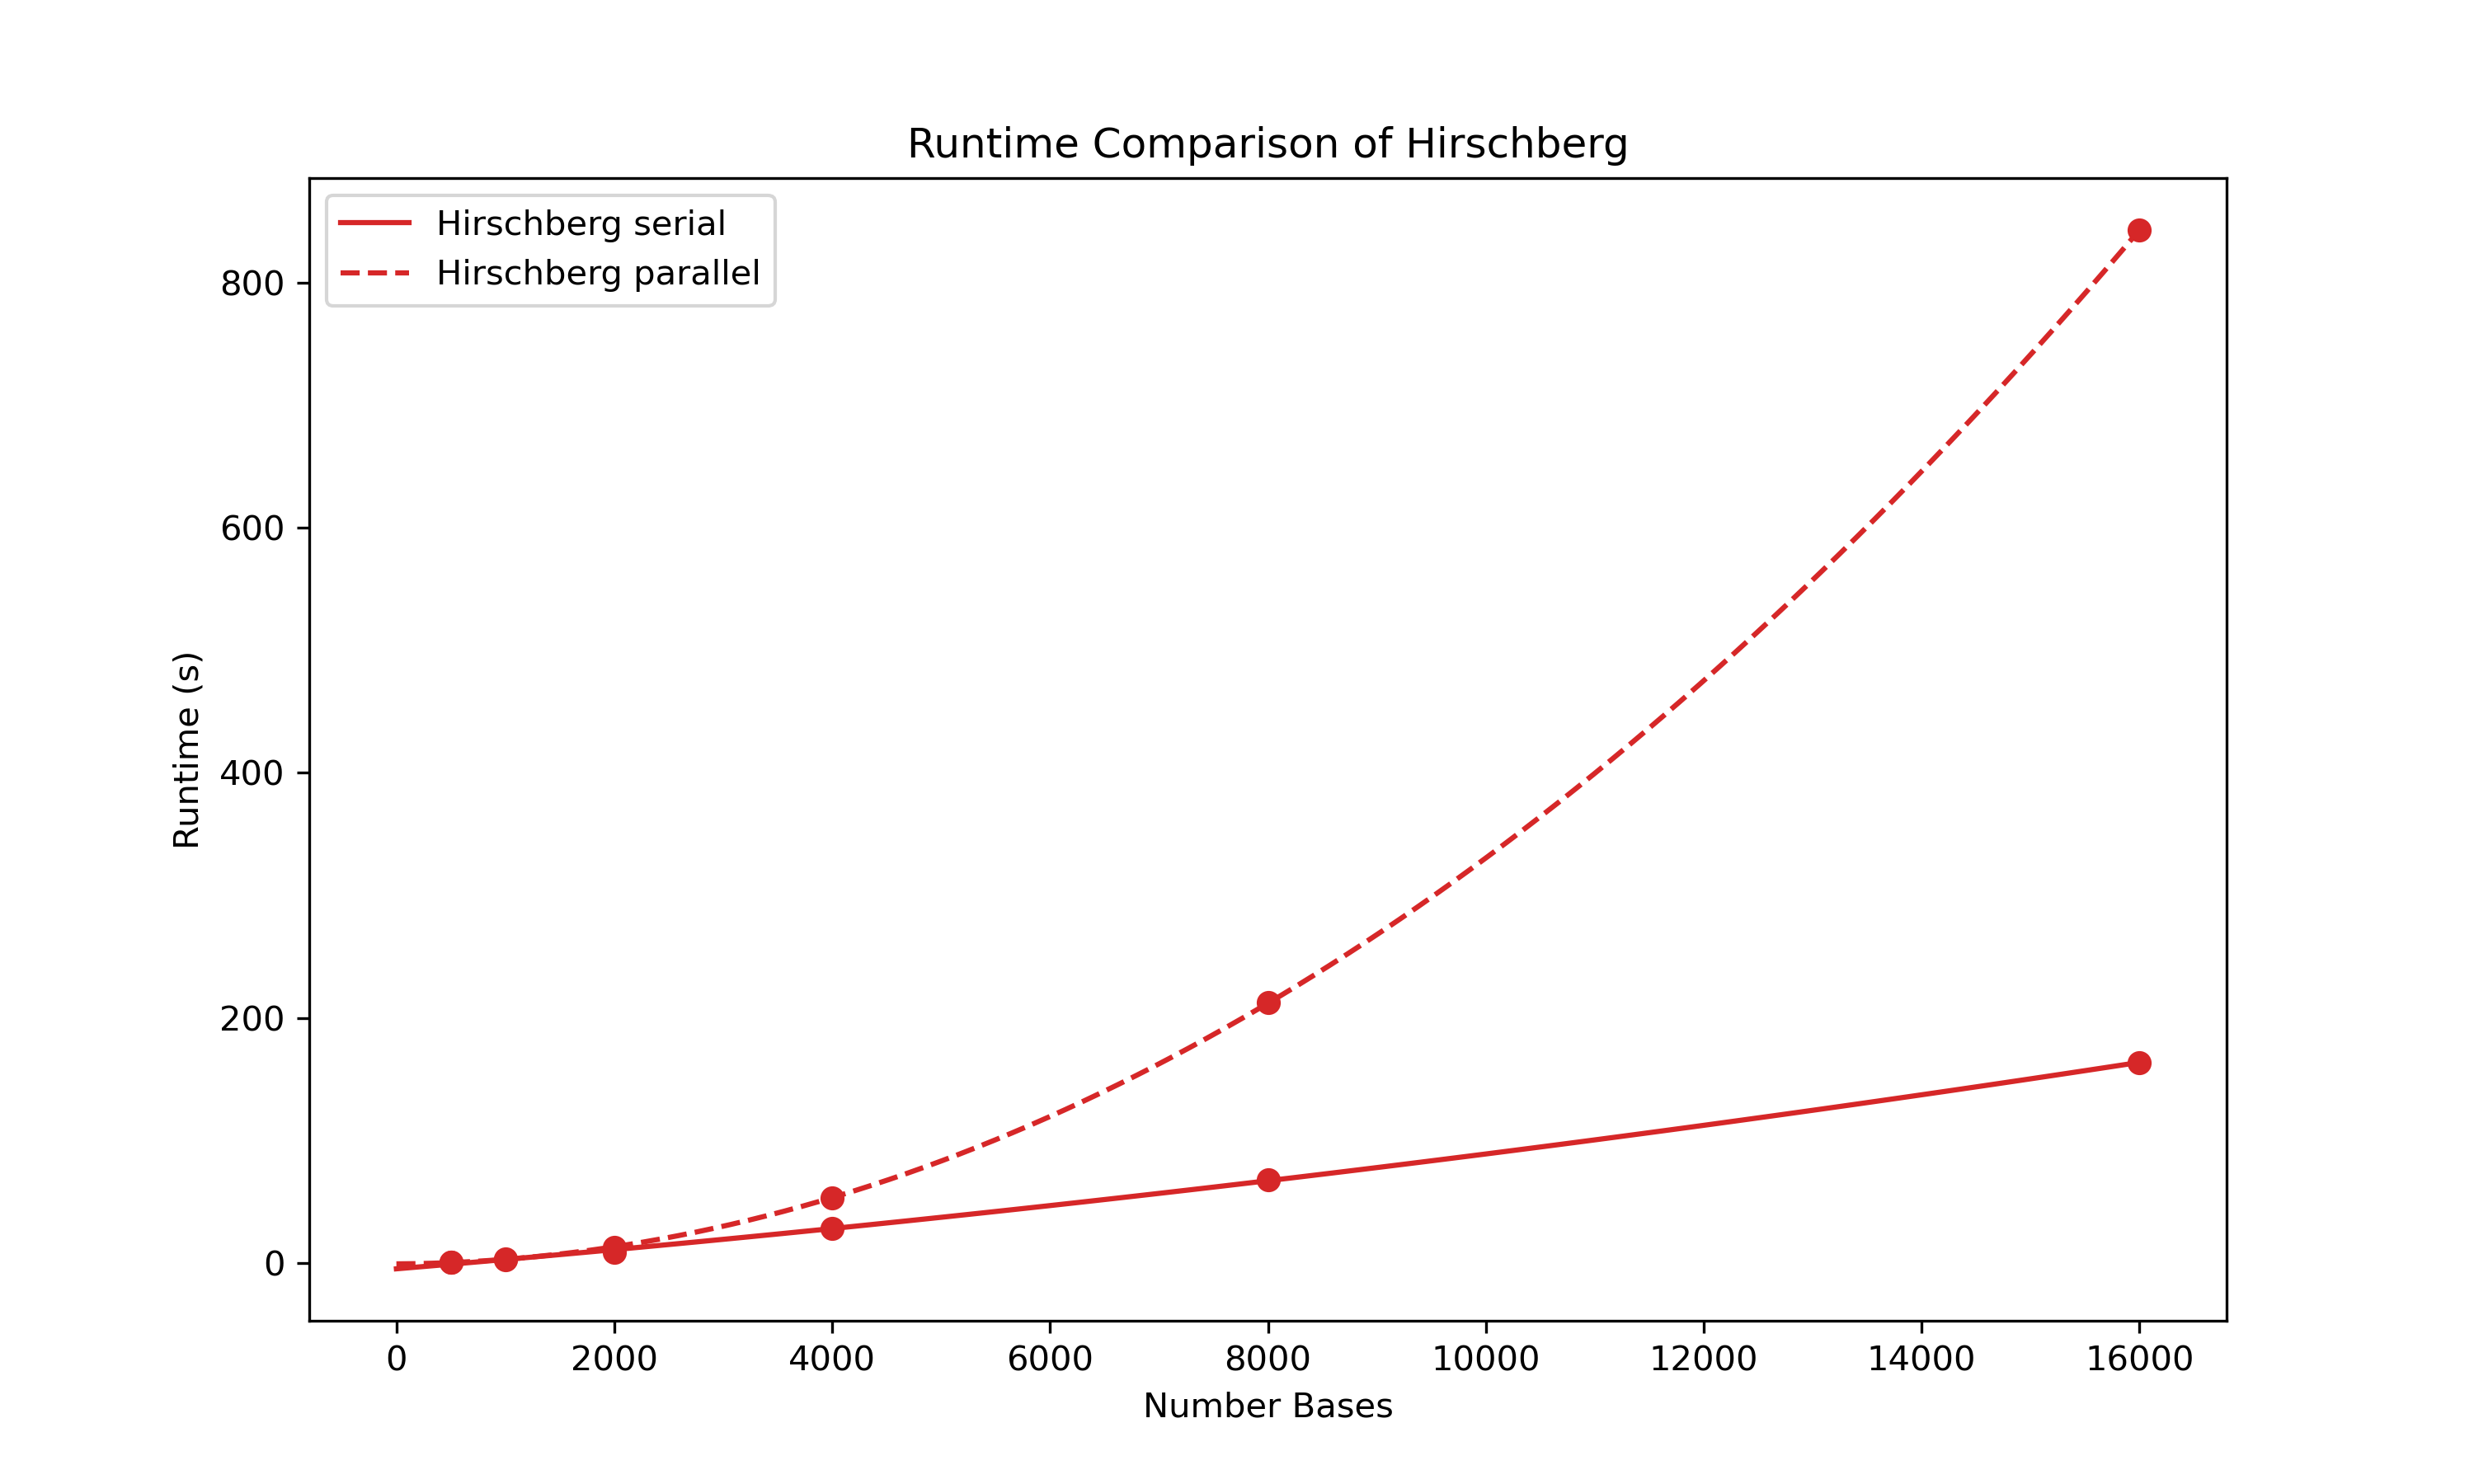 Runtime Comparison of Hirschberg
Hirschberg serial
Hirschberg parallel
800
600
400
200
0
Runtime (s)
0 2000 4000 6000 8000 10000 12000 14000 16000
Number Bases